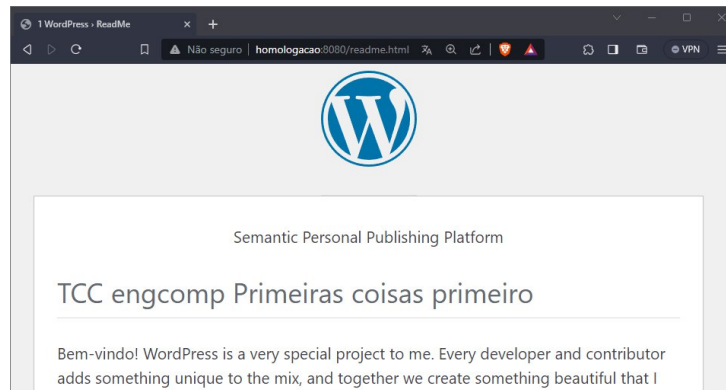 1 WordPress › ReadMe
Não seguro homologacao:8080/readme.html VPN
Semantic Personal Publishing Platform
TCC engcomp Primeiras coisas primeiro
Bem-vindo! WordPress is a very special project to me. Every developer and contributor
adds something unique to the mix, and together we create something beautiful that I